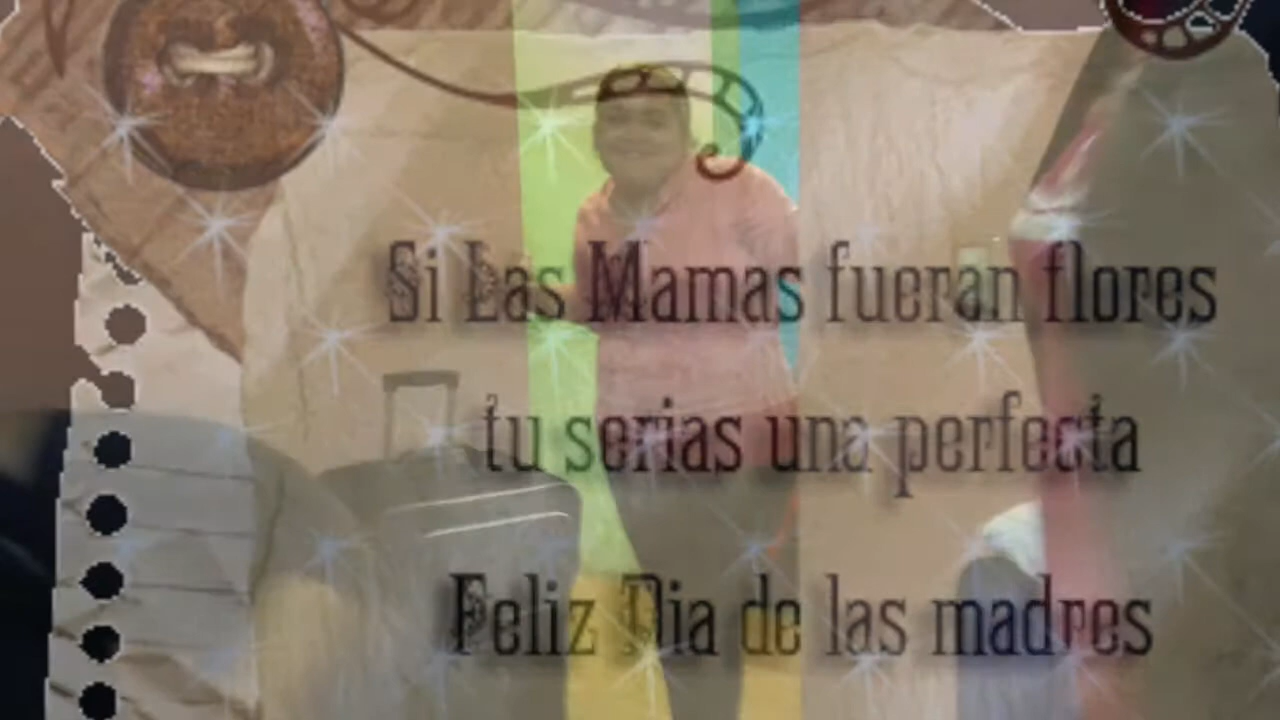 Si Las Mamas fueran flores
tu serias una perfecta
Feliz Dia de las madres